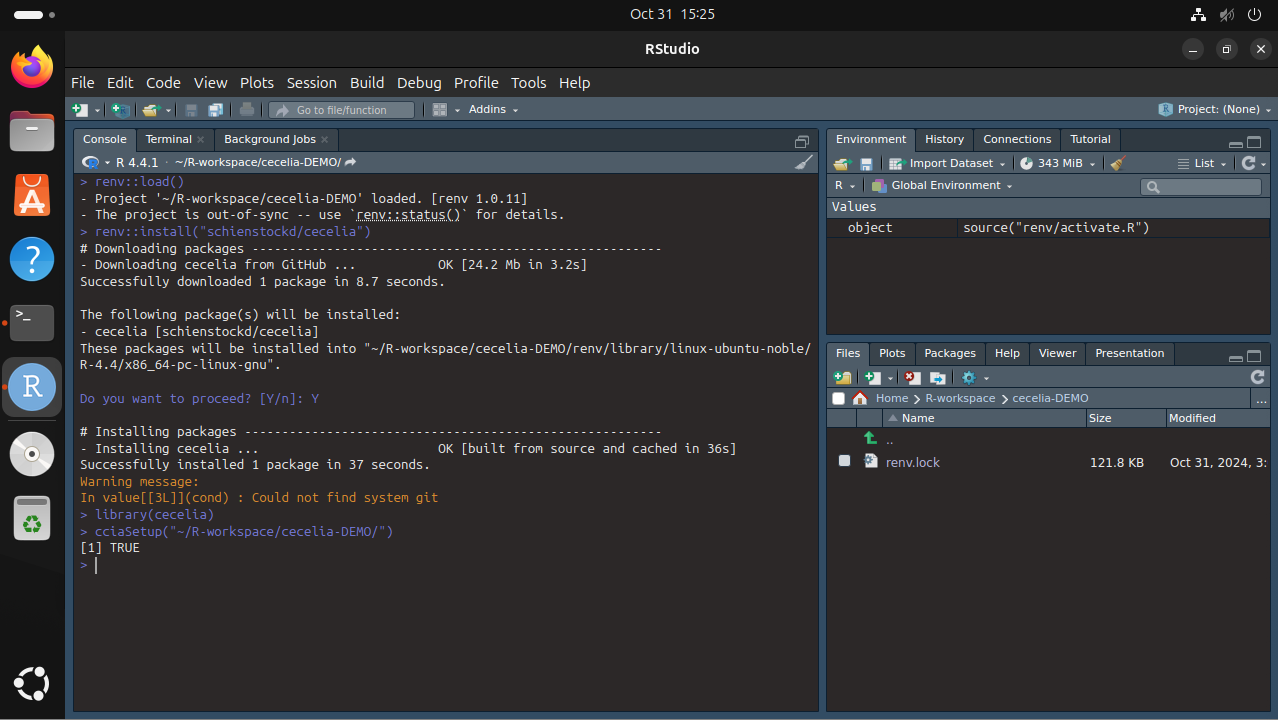 Oct 31 15:25
RStudio
File Edit Code View Plots Session Build Debug Profile Tools Help
Go to file/function
Addins
Project: (None)
Console Terminal Background Jobs
R 4.4.1 · ~/R-workspace/cecelia-DEMO/
> renv::load()
- Project '~/R-workspace/cecelia-DEMO' loaded. [renv 1.0.11]
- The project is out-of-sync -- use `renv::status()` for details.
> renv::install("schienstockd/cecelia")
# Downloading packages -------------------------------------------------------
- Downloading cecelia from GitHub ... OK [24.2 Mb in 3.2s]
Successfully downloaded 1 package in 8.7 seconds.
The following package(s) will be installed:
- cecelia [schienstockd/cecelia]
These packages will be installed into "~/R-workspace/cecelia-DEMO/renv/library/linux-ubuntu-noble/
R-4.4/x86_64-pc-linux-gnu".
Do you want to proceed? [Y/n]: Y
# Installing packages --------------------------------------------------------
- Installing cecelia ... OK [built from source and cached in 36s]
Successfully installed 1 package in 37 seconds.
Warning message:
In value[[3L]](cond) : Could not find system git
> library(cecelia)
> cciaSetup("~/R-workspace/cecelia-DEMO/")
[1] TRUE
>
Environment History Connections Tutorial
Import Dataset 343 MiB List
R Global Environment
Values
object source("renv/activate.R")
Files Plots Packages Help Viewer Presentation
Home R-workspace cecelia-DEMO ...
Name Size Modified
..
renv.lock 121.8 KB Oct 31, 2024, 3: